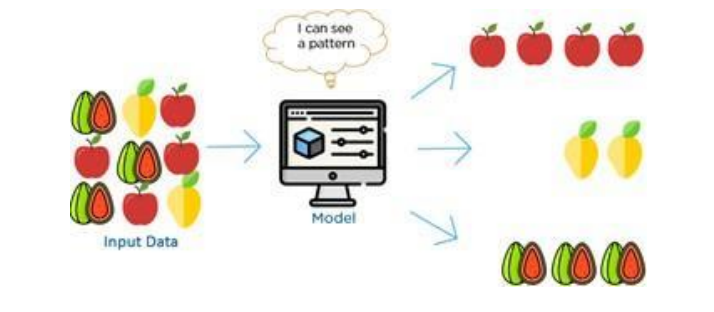 I can see
a pattern
Model
Input Data